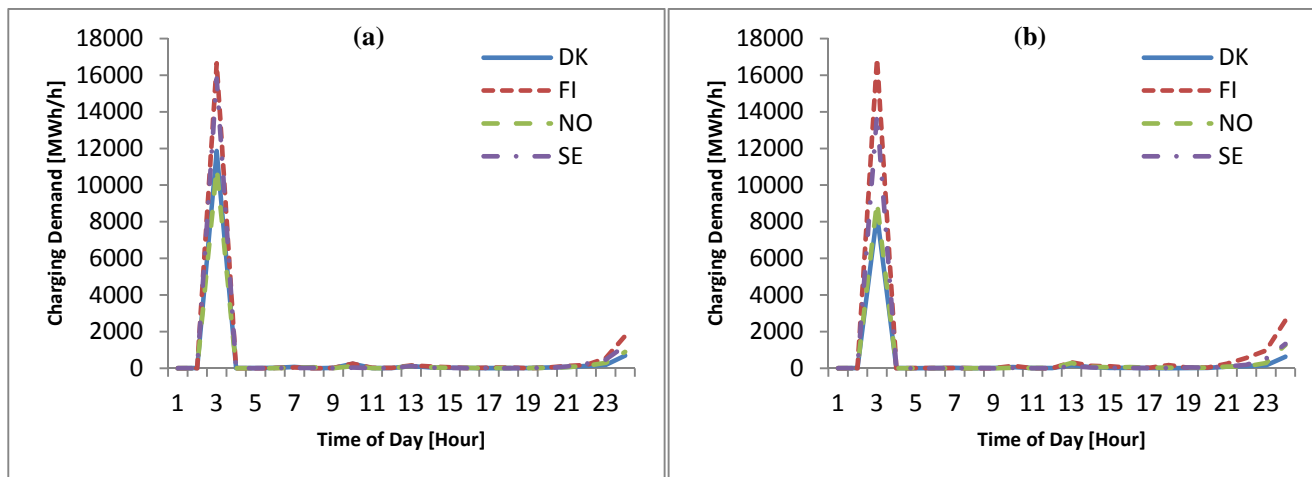 (a)
Charging Demand [MWh/h]
18000
16000
14000
12000
10000
8000
6000
4000
2000
0
DK
FI
NO
SE
1 3 5 7 9 11 13 15 17 19 21 23
Time of Day [Hour]
(b)
Charging Demand [MWh/h]
18000
16000
14000
12000
10000
8000
6000
4000
2000
0
DK
FI
NO
SE
1 3 5 7 9 11 13 15 17 19 21 23
Time of Day [Hour]